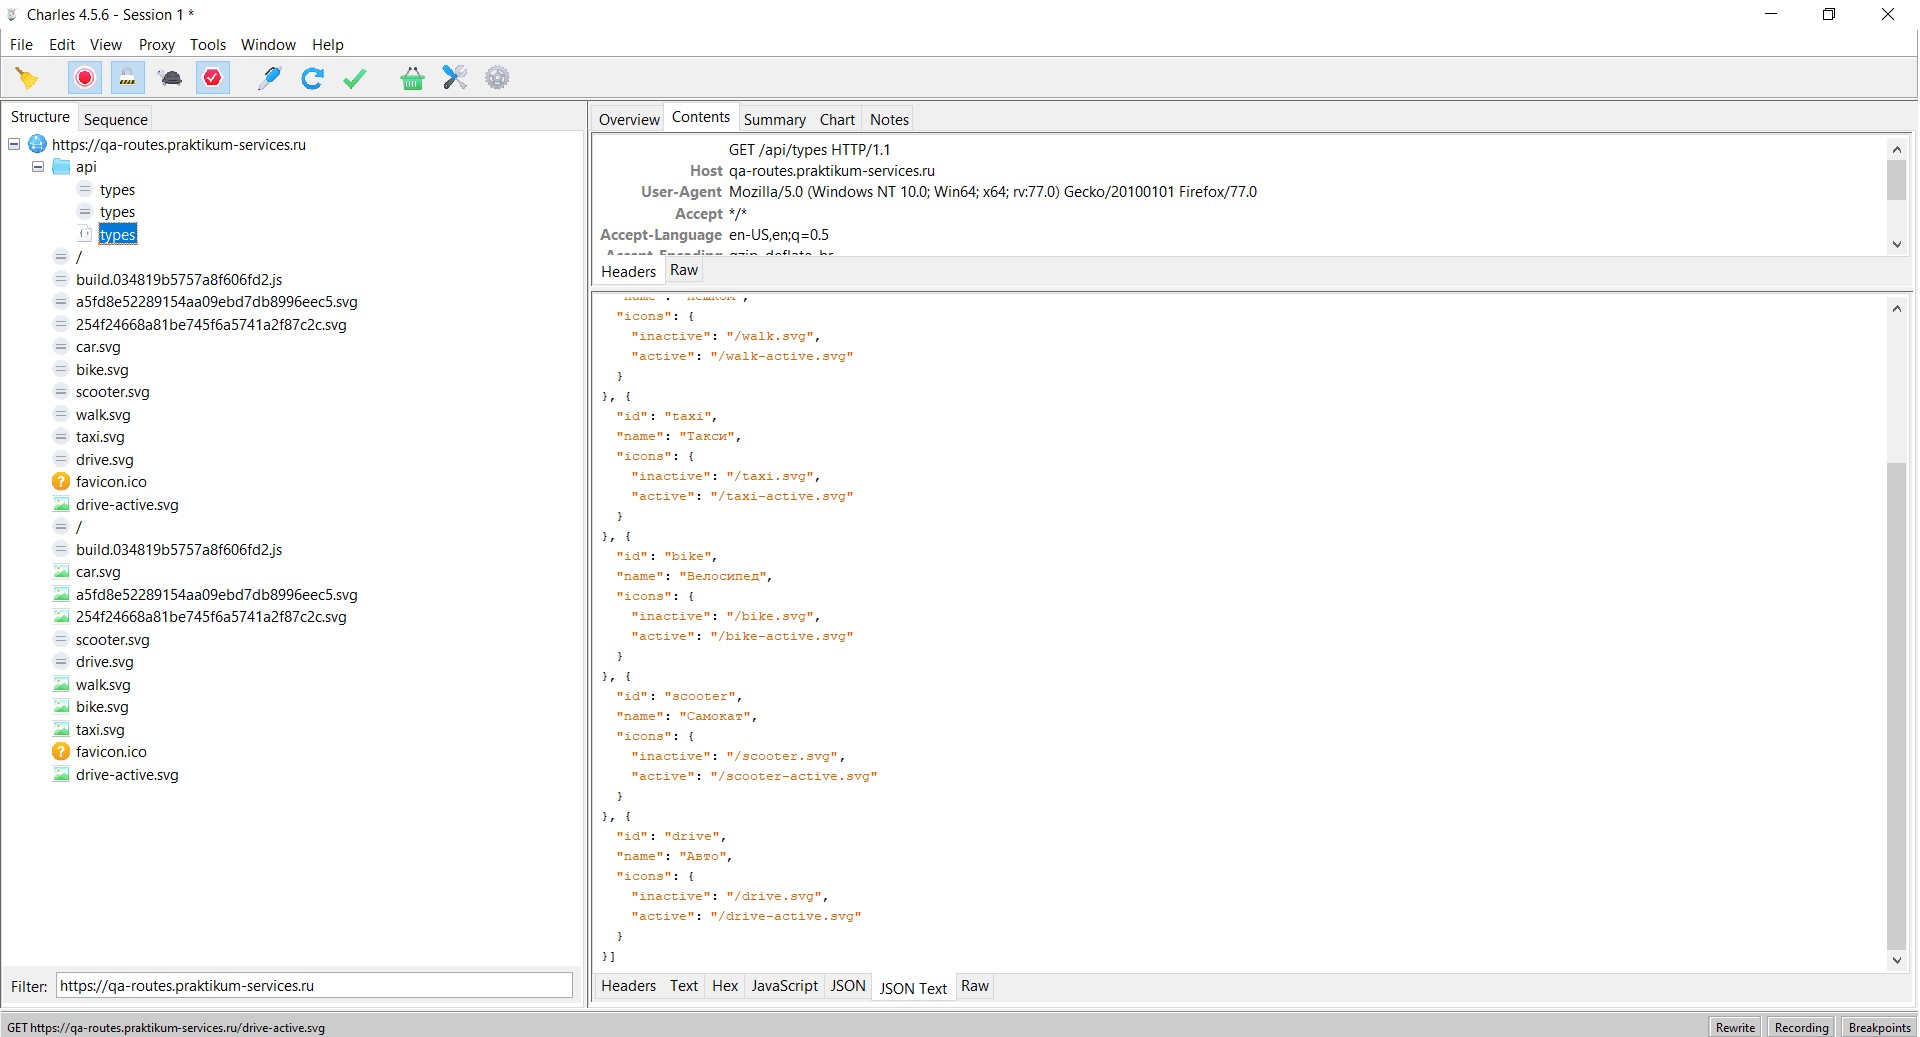 Charles 4.5.6 - Session 1 *
File Edit View Proxy Tools Window Help
Structure Sequence
https://qa-routes.praktikum-services.ru
api
types
types
types
/
build.034819b5757a8f606fd2.js
a5fd8e52289154aa09ebd7db8996eec5.svg
254f24668a81be745f6a5741a2f87c2c.svg
car.svg
bike.svg
scooter.svg
walk.svg
taxi.svg
drive.svg
favicon.ico
drive-active.svg
/
build.034819b5757a8f606fd2.js
car.svg
a5fd8e52289154aa09ebd7db8996eec5.svg
254f24668a81be745f6a5741a2f87c2c.svg
scooter.svg
drive.svg
walk.svg
bike.svg
taxi.svg
favicon.ico
drive-active.svg
Filter: https://qa-routes.praktikum-services.ru
Overview Contents Summary Chart Notes
GET /api/types HTTP/1.1
Host qa-routes.praktikum-services.ru
User-Agent Mozilla/5.0 (Windows NT 10.0; Win64; x64; rv:77.0) Gecko/20100101 Firefox/77.0
Accept */*
Accept-Language en-US,en;q=0.5
Accept-Encoding gzip, deflate, br
Headers Raw
"name": "Пешком",
"icons": {
"inactive": "/walk.svg",
"active": "/walk-active.svg"
}
}, {
"id": "taxi",
"name": "Такси",
"icons": {
"inactive": "/taxi.svg",
"active": "/taxi-active.svg"
}
}, {
"id": "bike",
"name": "Велосипед",
"icons": {
"inactive": "/bike.svg",
"active": "/bike-active.svg"
}
}, {
"id": "scooter",
"name": "Самокат",
"icons": {
"inactive": "/scooter.svg",
"active": "/scooter-active.svg"
}
}, {
"id": "drive",
"name": "Авто",
"icons": {
"inactive": "/drive.svg",
"active": "/drive-active.svg"
}
}]
Headers Text Hex JavaScript JSON JSON Text Raw
GET https://qa-routes.praktikum-services.ru/drive-active.svg
Rewrite Recording Breakpoints